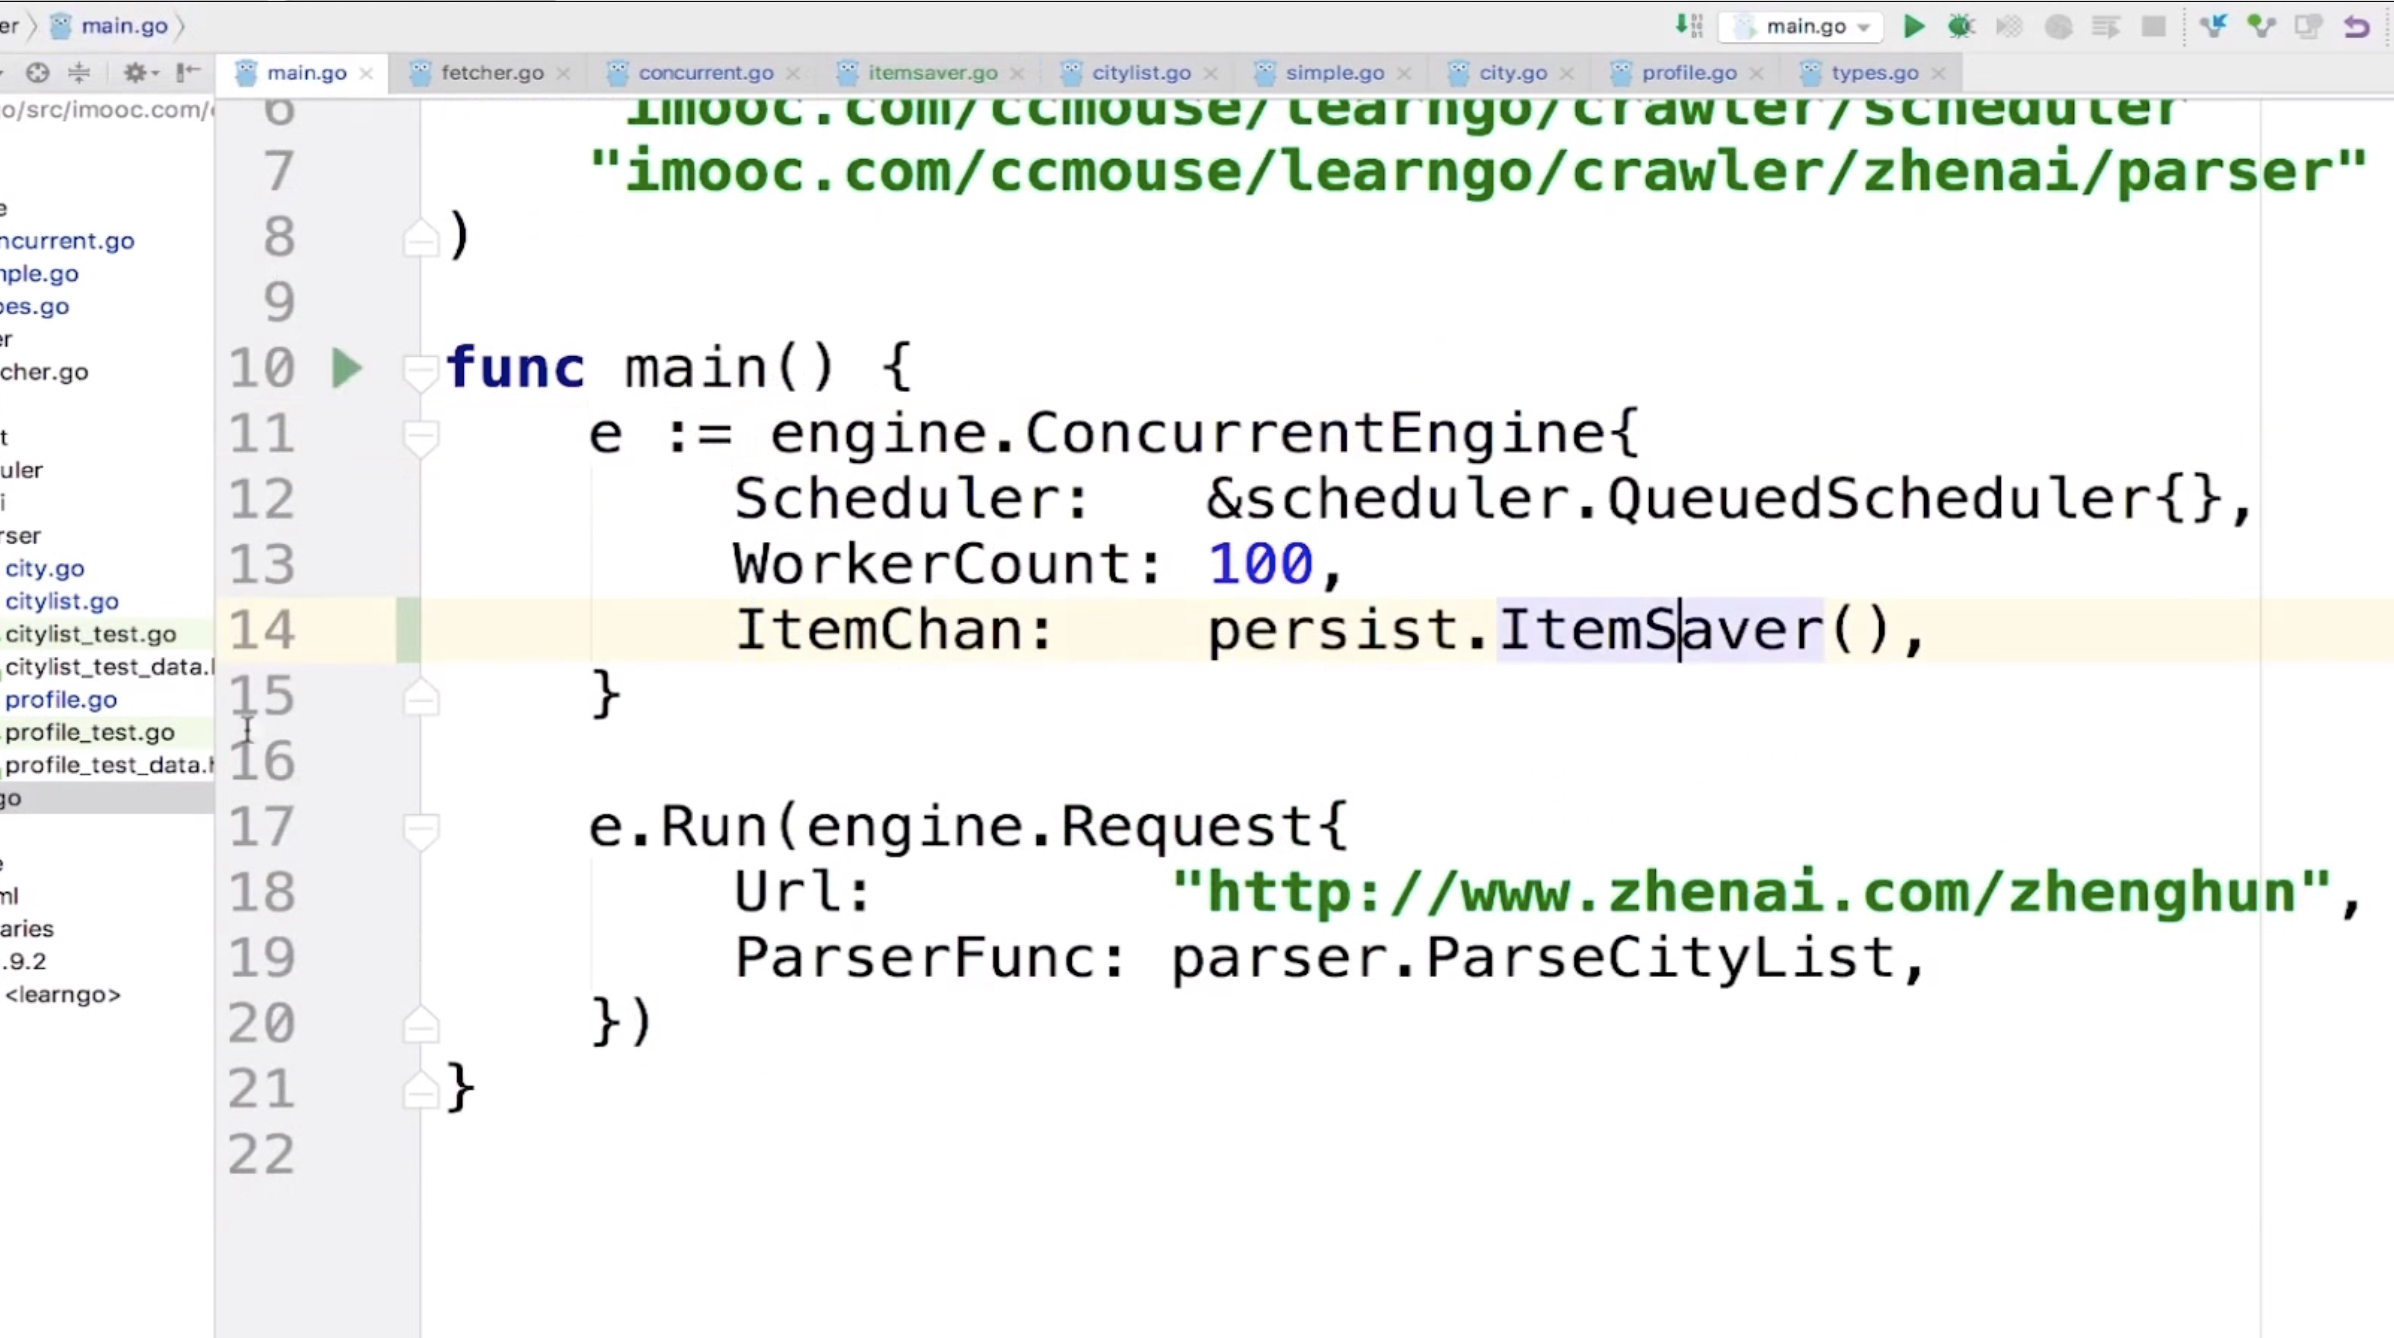 er main.go
main.go
main.go fetcher.go concurrent.go itemsaver.go citylist.go simple.go city.go profile.go types.go
o/src/imooc.com/
ncurrent.go
mple.go
pes.go
er
cher.go
t
uler
i
rser
city.go
citylist.go
citylist_test.go
citylist_test_data.
profile.go
profile_test.go
profile_test_data.
go
e
ml
aries
.9.2
<learngo>
6 imooc.com/ccmouse/learngo/crawler/scheduler
7 "imooc.com/ccmouse/learngo/crawler/zhenai/parser"
8 )
9
10 func main() {
11 e := engine.ConcurrentEngine{
12 Scheduler: &scheduler.QueuedScheduler{},
13 WorkerCount: 100,
14 ItemChan: persist.ItemSaver(),
15 }
16
17 e.Run(engine.Request{
18 Url: "http://www.zhenai.com/zhenghun",
19 ParserFunc: parser.ParseCityList,
20 })
21 }
22